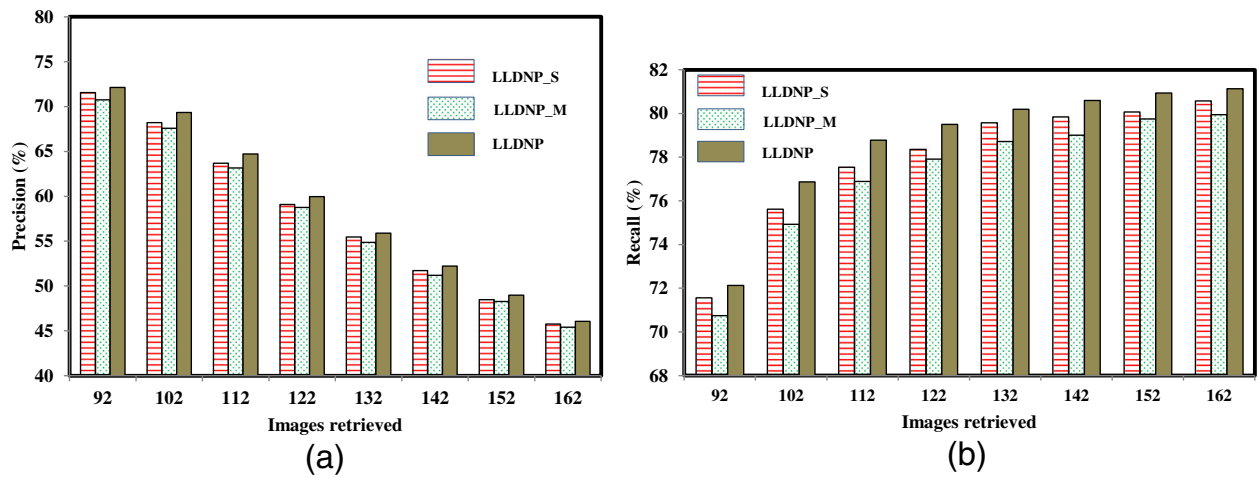 80
75
70
65
60
55
50
45
40
Precision (%)
LLDNP_S
LLDNP_M
LLDNP
92 102 112 122 132 142 152 162
Images retrieved
(a)
82
80
78
76
74
72
70
68
Recall (%)
LLDNP_S
LLDNP_M
LLDNP
92 102 112 122 132 142 152 162
Images retrieved
(b)